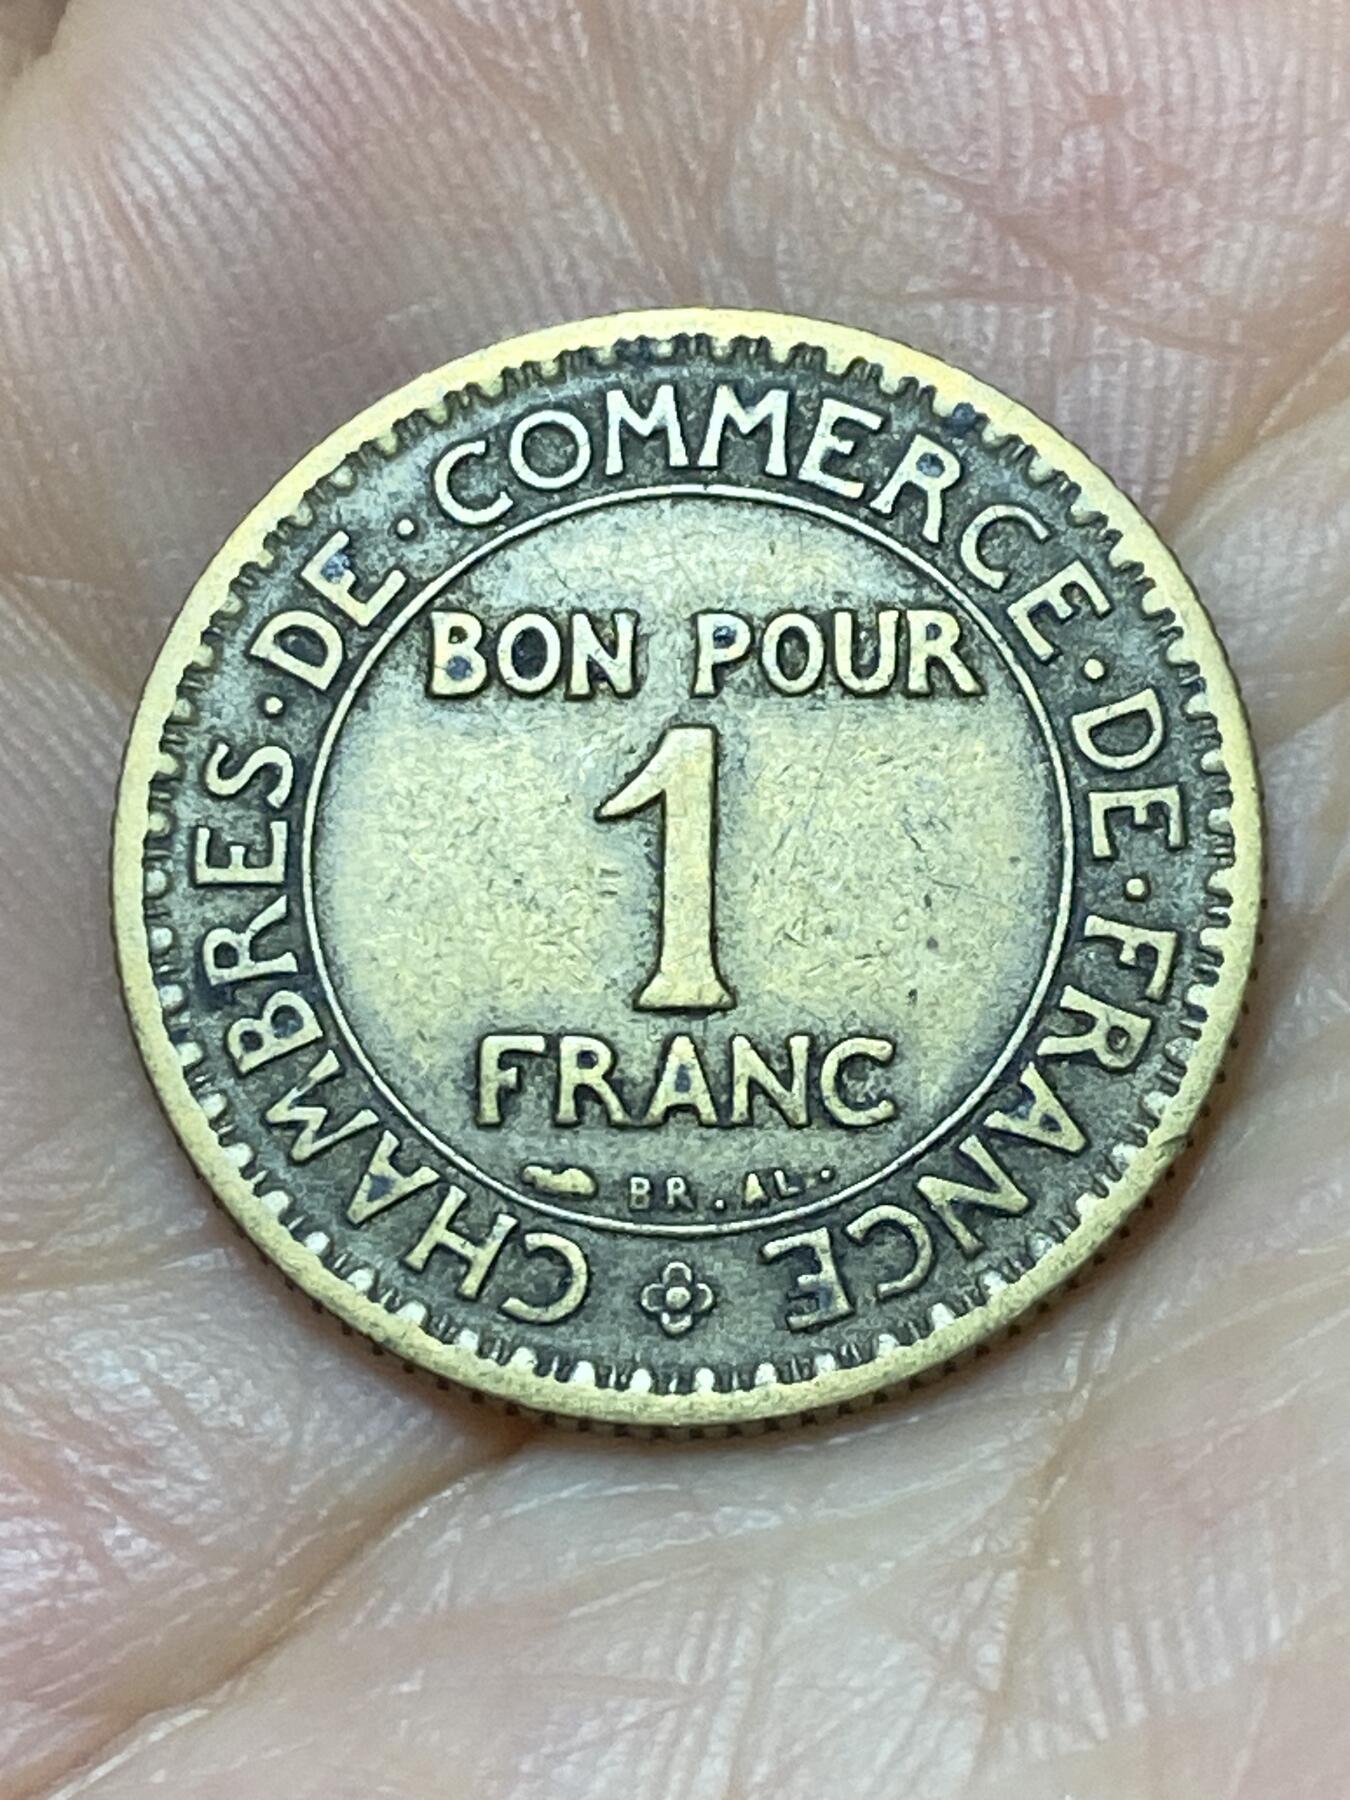 CHAMBRES·DE·COMMERCE·DE·FRANCE
BON POUR
1
FRANC
BR.AL.